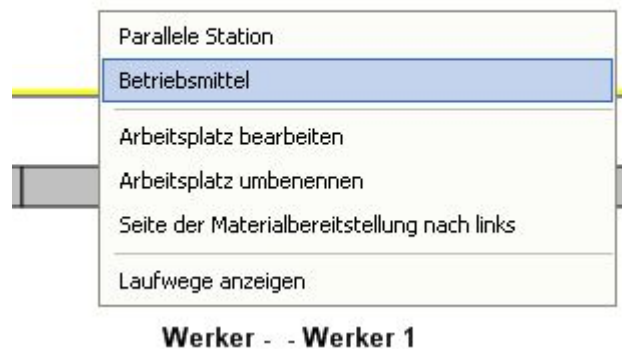 Parallele Station
Betriebsmittel
Arbeitsplatz bearbeiten
Arbeitsplatz umbenennen
Seite der Materialbereitstellung nach links
Laufwege anzeigen
Werker - - Werker 1